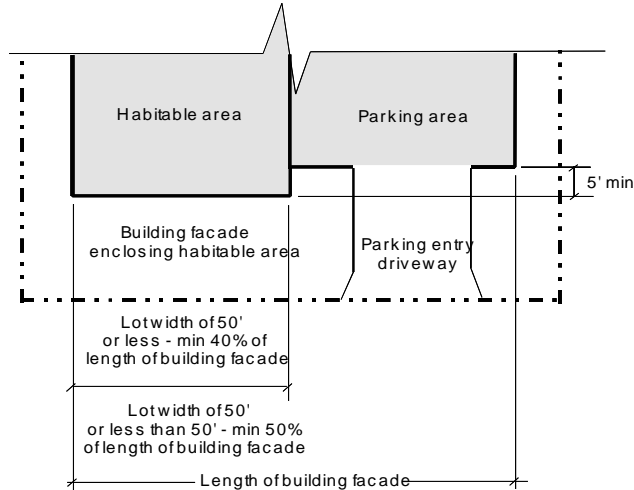 Habitable area
Parking area
5' min
Building facade
enclosing habitable area
Parking entry
driveway
Lot width of 50'
or less - min 40% of
length of building facade
Lot width of 50'
or less than 50' - min 50%
of length of building facade
Length of building facade